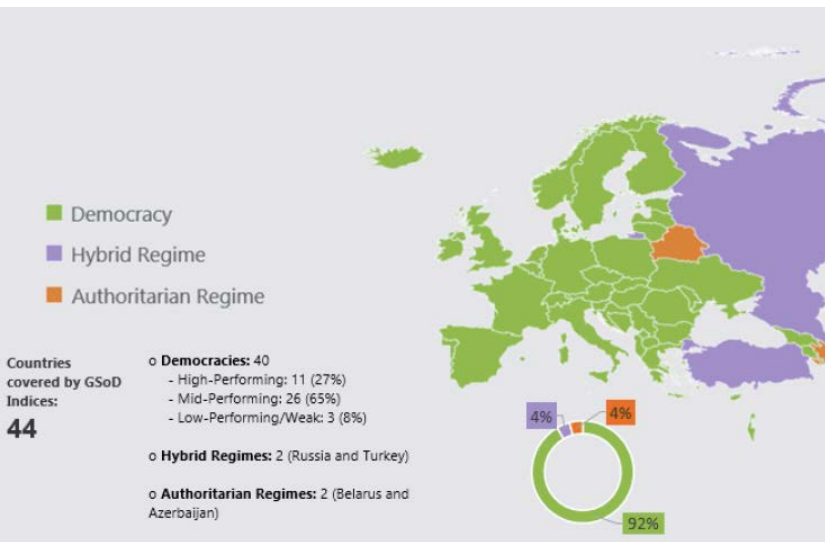 Democracy
Hybrid Regime
Authoritarian Regime
Countries
covered by GSoD
Indices:
44
o Democracies: 40
- High-Performing: 11 (27%)
- Mid-Performing: 26 (65%)
- Low-Performing/Weak: 3 (8%)
o Hybrid Regimes: 2 (Russia and Turkey)
o Authoritarian Regimes: 2 (Belarus and
Azerbaijan)
4%
4%
92%